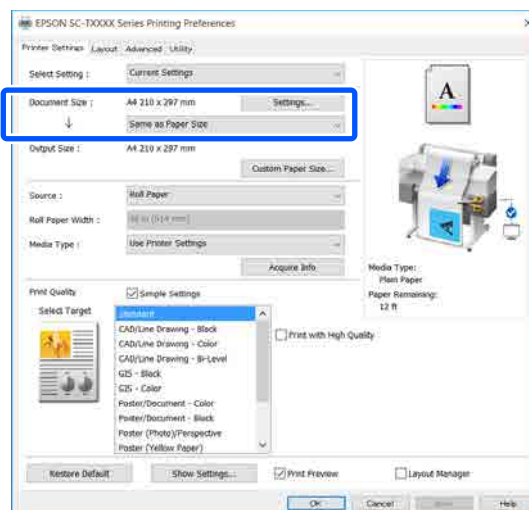 EPSON SC-TXXXX Series Printing Preferences
Printer Settings Layout Advanced Utility
Select Setting : Current Settings
Document Size : A4 210 x 297 mm Settings...
Same as Paper Size
Output Size : A4 210 x 297 mm
Custom Paper Size...
Source : Roll Paper
Roll Paper Width :
Media Type : Use Printer Settings
Acquire Info
Print Quality Simple Settings
Select Target Standard
CAD/Line Drawing - Black
CAD/Line Drawing - Color
CAD/Line Drawing - Bi-Level
GIS - Black
GIS - Color
Poster/Document - Color
Poster/Document - Black
Poster (Photo)/Perspective
Poster (Yellow Paper)
Print with High Quality
A
A
Media Type:
Plain Paper
Paper Remaining:
12 ft
Restore Default Show Settings... Print Preview Layout Manager
OK Cancel Help